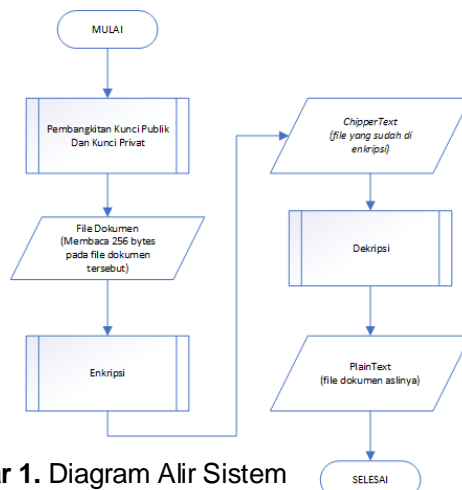 MULAI
Pembangkitan Kunci Publik
Dan Kunci Privat
File Dokumen
(Membaca 256 bytes
pada file dokumen
tersebut)
Enkripsi
ChipperText
(file yang sudah di
enkripsi)
Dekripsi
PlainText
(file dokumen aslinya)
SELESAI
ar 1. Diagram Alir Sistem